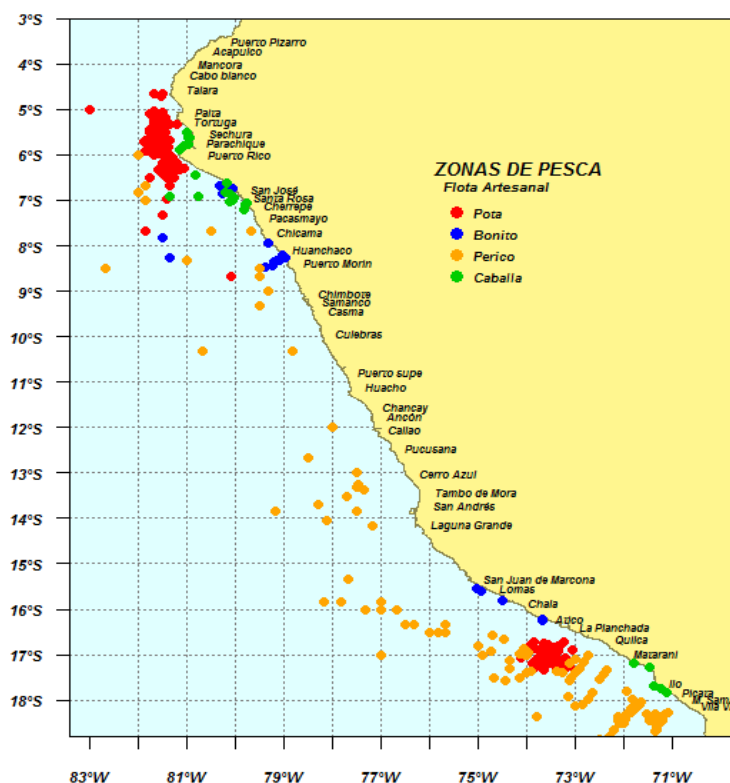 3°S
4°S
5°S
6°S
7°S
8°S
9°S
10°S
11°S
12°S
13°S
14°S
15°S
16°S
17°S
18°S
Puerto Pizarro
Acapulco
Mancora
Cabo blanco
Talara
Paita
Tortuga
Sechura
Parachique
Puerto Rico
San José
Santa Rosa
Cherrepe
Pacasmayo
Chicama
Huanchaco
Puerto Morin
Chimbote
Samanco
Casma
Culebras
Puerto supe
Huacho
Chancay
Ancón
Callao
Pucusana
Cerro Azul
Tambo de Mora
San Andrés
Laguna Grande
San Juan de Marcona
Lomas
Chala
Atico
La Planchada
Quilca
Matarani
Ilo
Picata
M. Sam
Vila V
ZONAS DE PESCA
Flota Artesanal
Pota
Bonito
Perico
Caballa
83°W 81°W 79°W 77°W 75°W 73°W 71°W